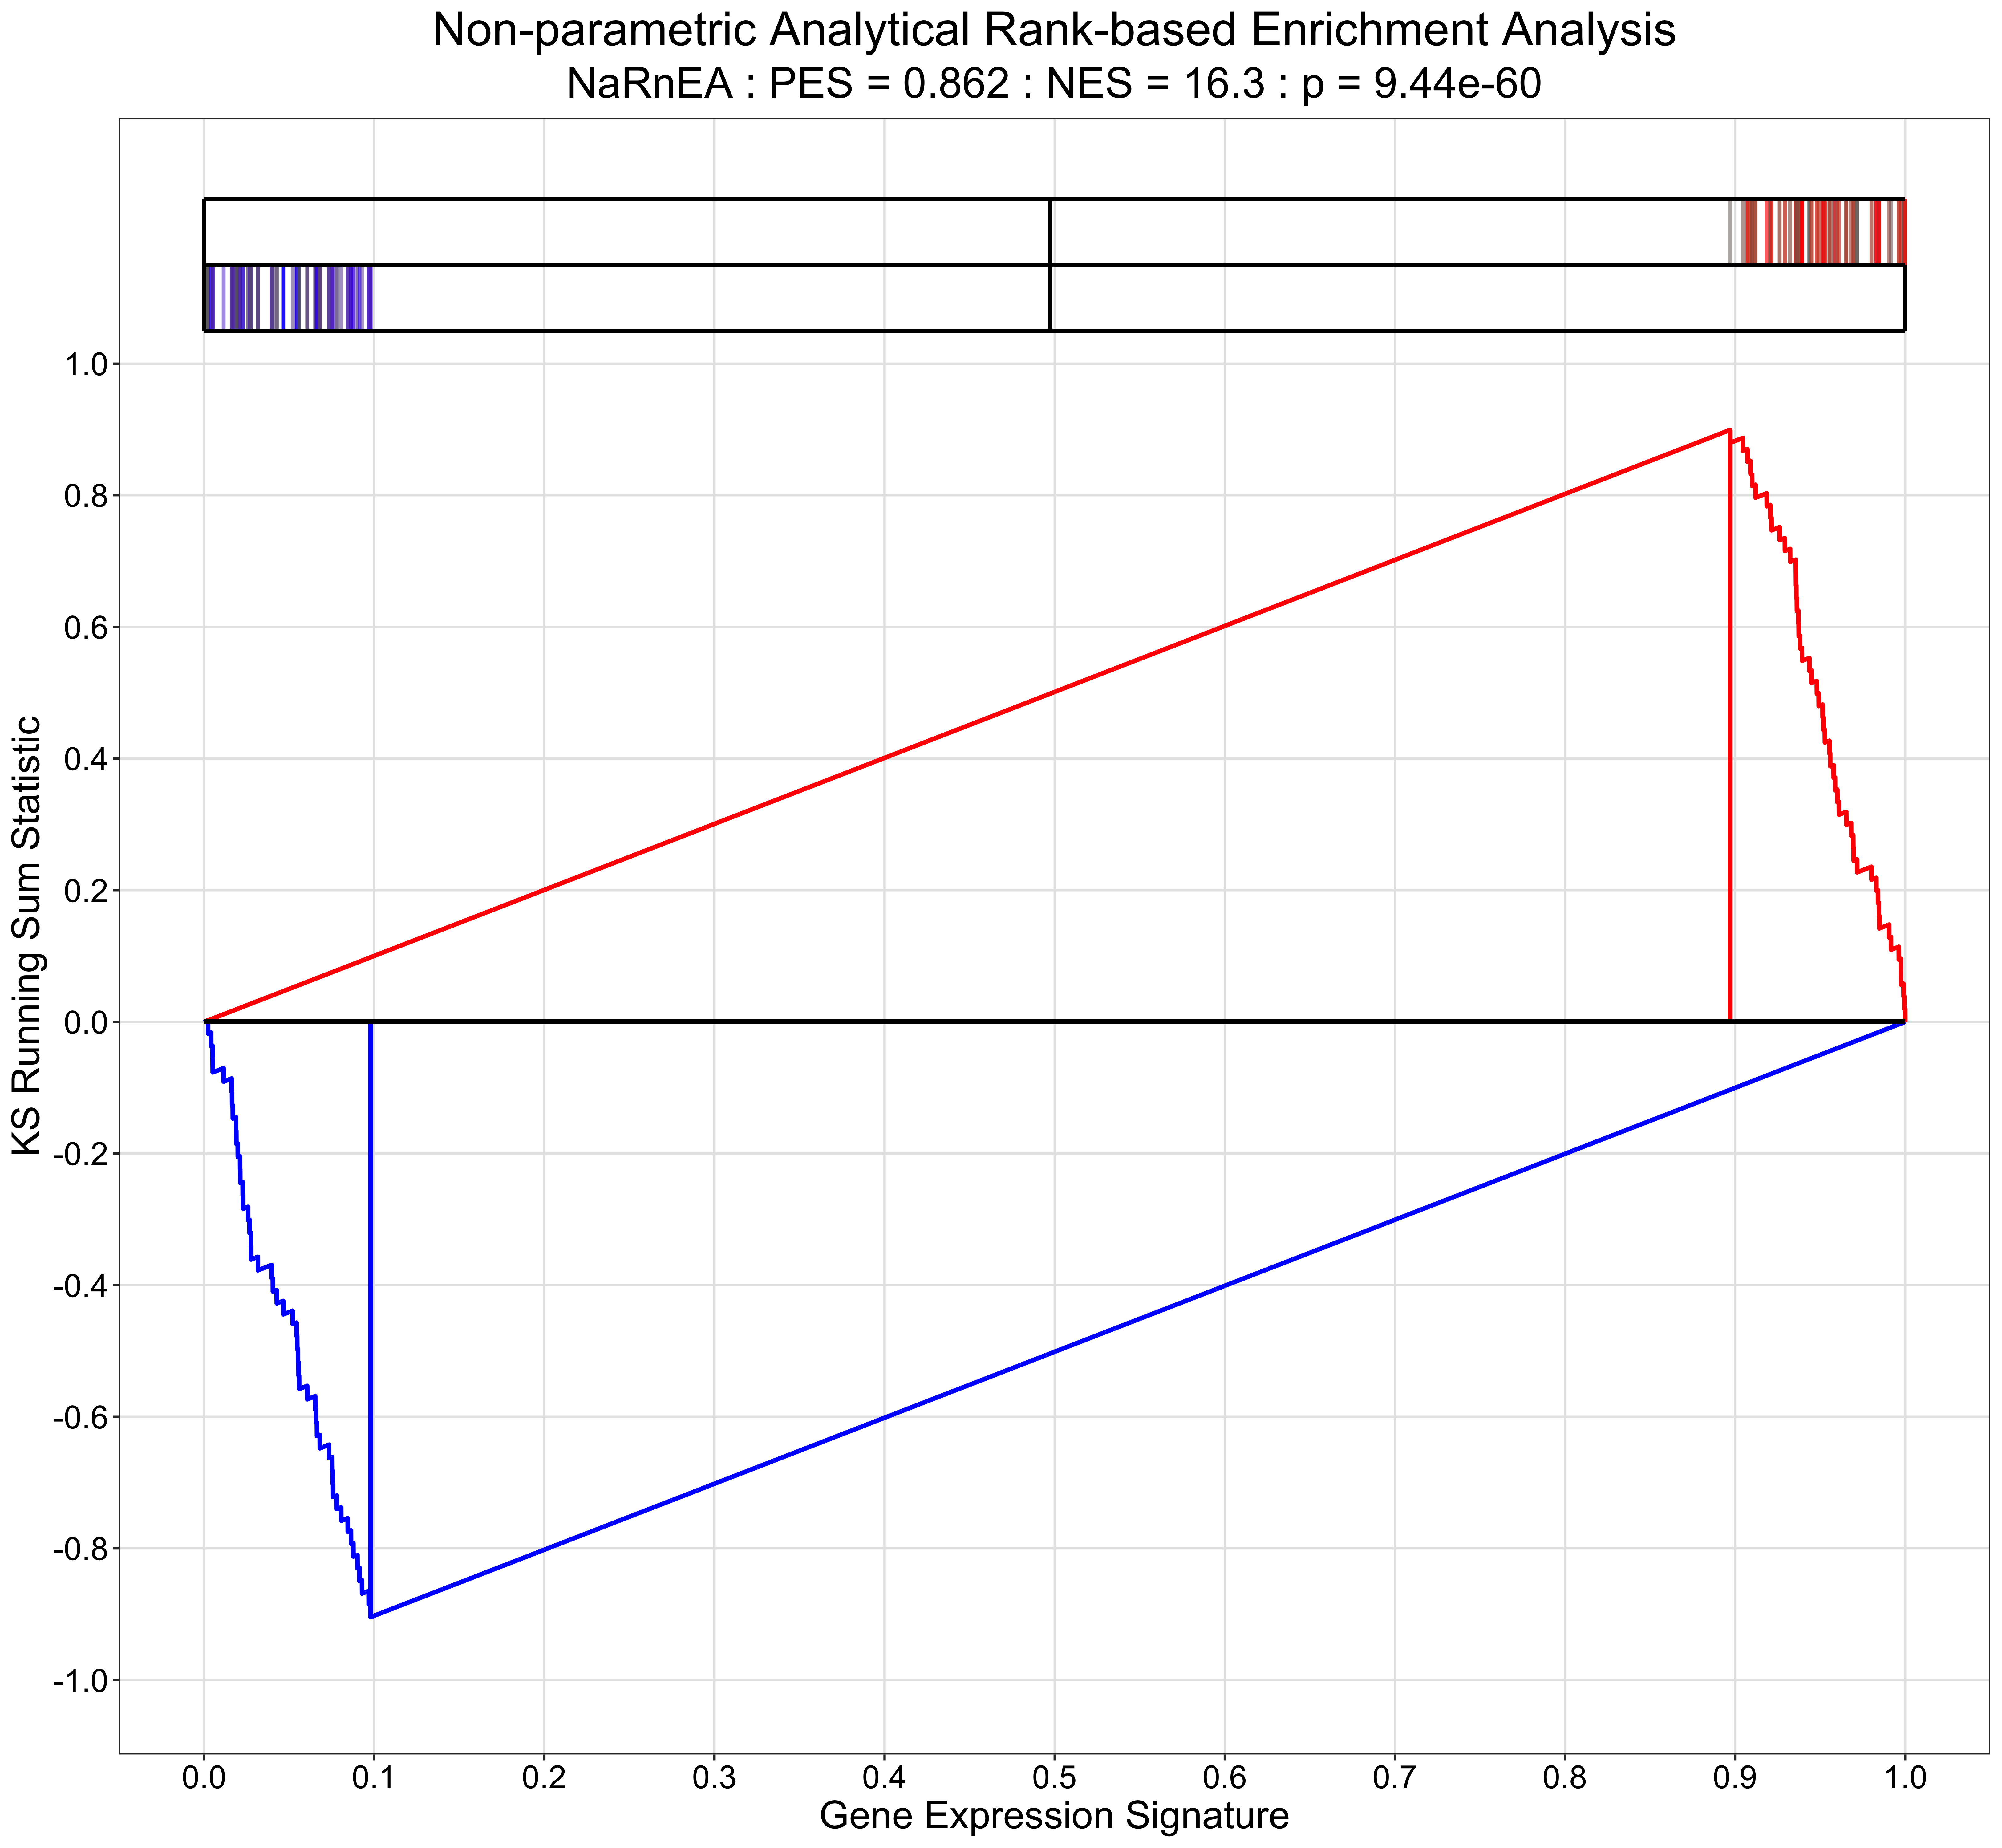 Non-parametric Analytical Rank-based Enrichment Analysis
NaRnEA : PES = 0.862 : NES = 16.3 : p = 9.44e-60
1.0
0.8
0.6
0.4
0.2
0.0
-0.2
-0.4
-0.6
-0.8
-1.0
KS Running Sum Statistic
0.0 0.1 0.2 0.3 0.4 0.5 0.6 0.7 0.8 0.9 1.0
Gene Expression Signature